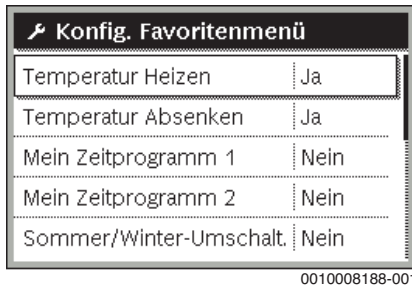 Konfig. Favoritenmenü
Temperatur Heizen Ja
Temperatur Absenken Ja
Mein Zeitprogramm 1 Nein
Mein Zeitprogramm 2 Nein
Sommer/Winter-Umschalt. Nein
0010008188-001